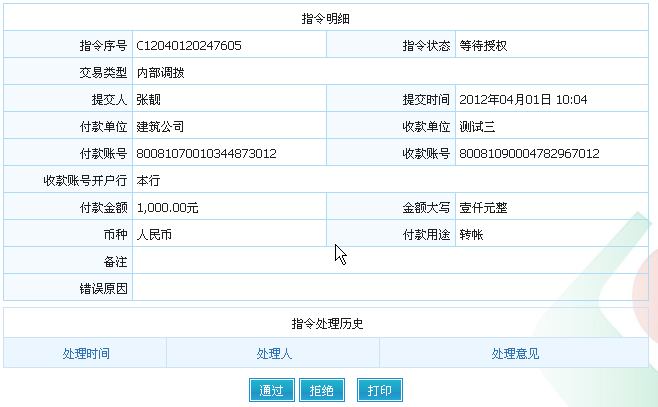 指令明细
指令序号 C12040120247605 指令状态 等待授权
交易类型 内部调拨
提交人 张靓 提交时间 2012年04月01日 10:04
付款单位 建筑公司 收款单位 测试三
付款账号 80081070010344873012 收款账号 80081090004782967012
收款账号开户行 本行
付款金额 1,000.00元 金额大写 壹仟元整
币种 人民币 付款用途 转帐
备注
错误原因
指令处理历史
处理时间 处理人 处理意见
通过 拒绝 打印